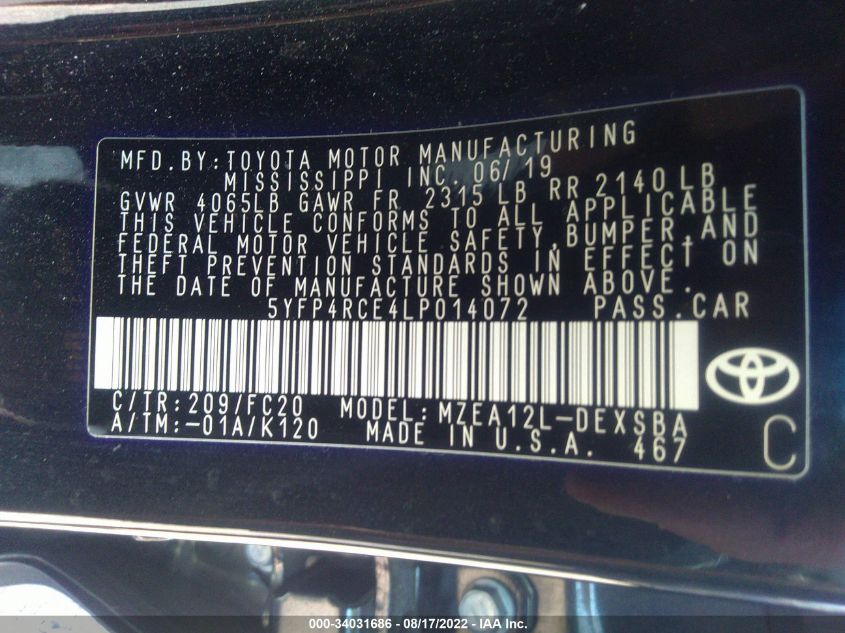 MFD.BY:TOYOTA MOTOR MANUFACTURING
MISSISSIPPI INC. 06/19
GVWR 4065LB GAWR FR 2315 LB RR 2140LB
THIS VEHICLE CONFORMS TO ALL APPLICABLE
FEDERAL MOTOR VEHICLE SAFETY,BUMPER,AND
THEFT PREVENTION STANDARDS IN EFFECT ON
THE DATE OF MANUFACTURE SHOWN ABOVE.
5YFP4RCE4LP014072 PASS.CAR
C/TR:209/FC20 MODEL:MZEA12L-DEXSBA
A/TM:-01A/K120 MADE IN U.S.A. 467
C
000-34031686 - 08/17/2022 - IAA Inc.